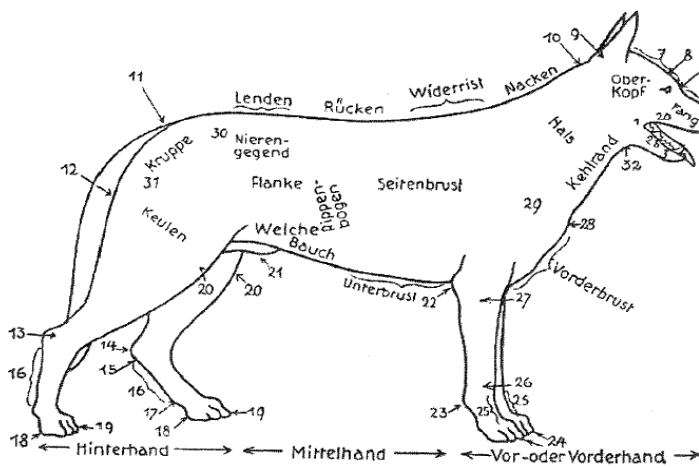 10
9
7
8
11
Lenden
Rücken
Widerrist
Nacken
Ober-
Kopf
Fang
30
Nieren-
gegend
Hals
1
Kruppe
12
31
Flanke
Rippen-
bogen
Seitenbrust
Kehlrand
32
29
Keulen
Welche
Bauch
28
20
20
21
Unterbrust
22
27
Vorderbrust
13
14
15
16
16
17
18
18
19
19
26
23
25
25
24
Hinterhand
Mittelhand
Vor-oder Vorderhand